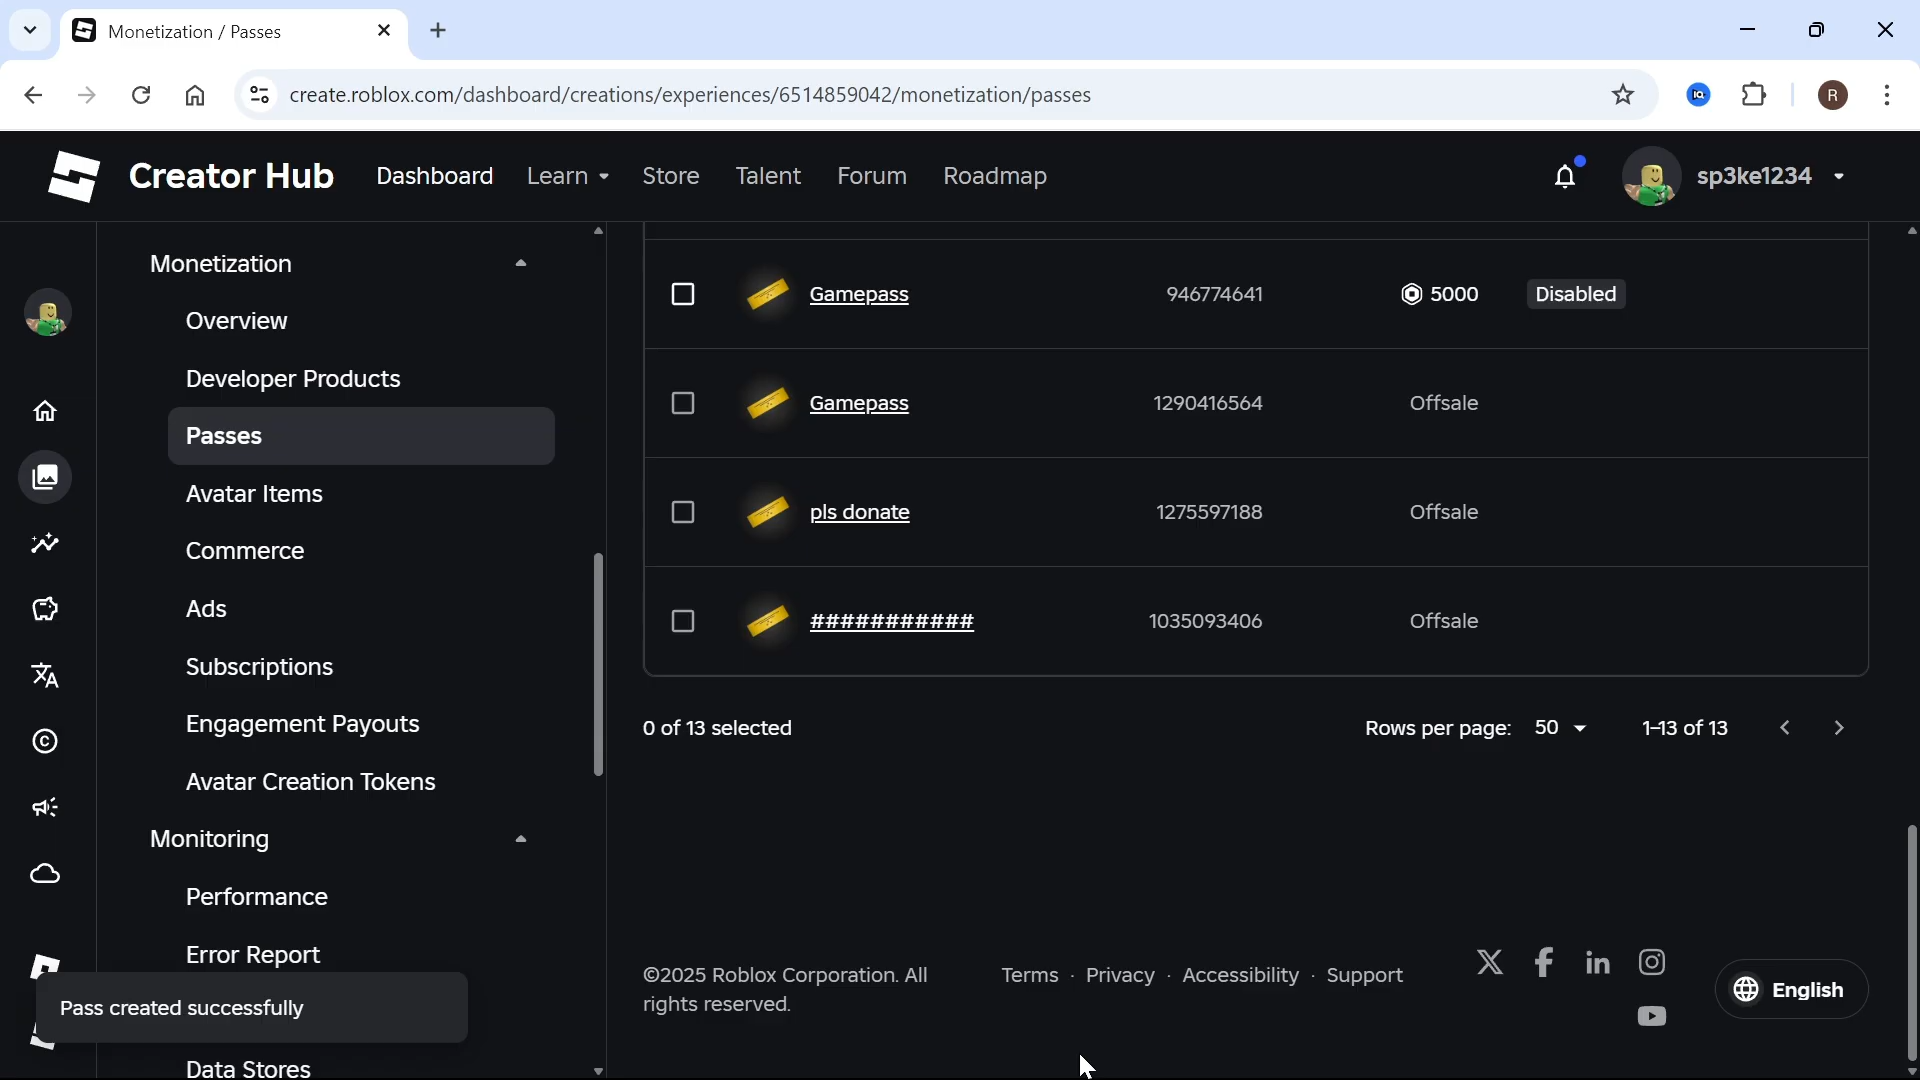 Monetization / Passes
create.roblox.com/dashboard/creations/experiences/6514859042/monetization/passes
R
Creator Hub
Dashboard
Learn
Store
Talent
Forum
Roadmap
sp3ke1234
Monetization
Overview
Developer Products
Passes
Avatar Items
Commerce
Ads
Subscriptions
Engagement Payouts
Avatar Creation Tokens
Monitoring
Performance
Error Report
Data Stores
Pass created successfully
Gamepass 946774641 5000 Disabled
Gamepass 1290416564 Offsale
pls donate 1275597188 Offsale
########### 1035093406 Offsale
0 of 13 selected
Rows per page: 50
1–13 of 13
©2025 Roblox Corporation. All
rights reserved.
Terms · Privacy · Accessibility · Support
English